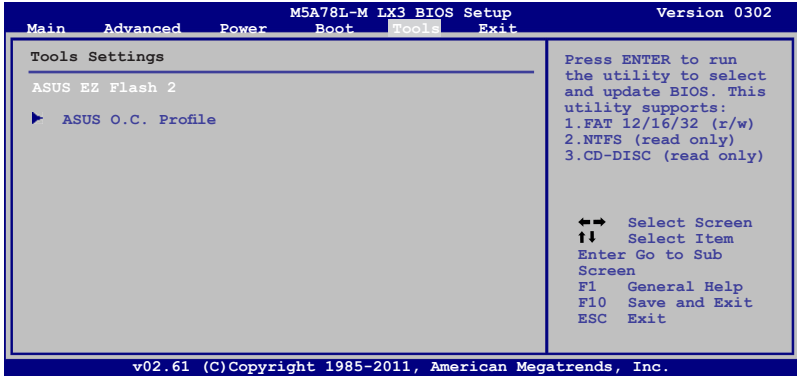 M5A78L-M LX3 BIOS Setup Version 0302
Main Advanced Power Boot Tools Exit
Tools Settings
ASUS EZ Flash 2
ASUS O.C. Profile
Press ENTER to run
the utility to select
and update BIOS. This
utility supports:
1.FAT 12/16/32 (r/w)
2.NTFS (read only)
3.CD-DISC (read only)
←→ Select Screen
↑↓ Select Item
Enter Go to Sub
Screen
F1 General Help
F10 Save and Exit
ESC Exit
v02.61 (C)Copyright 1985-2011, American Megatrends, Inc.